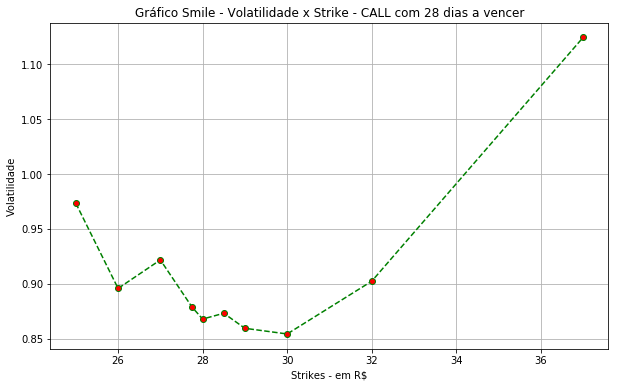 Gráfico Smile - Volatilidade x Strike - CALL com 28 dias a vencer
1.10
1.05
1.00
0.95
0.90
0.85
Volatilidade
26 28 30 32 34 36
Strikes - em R$